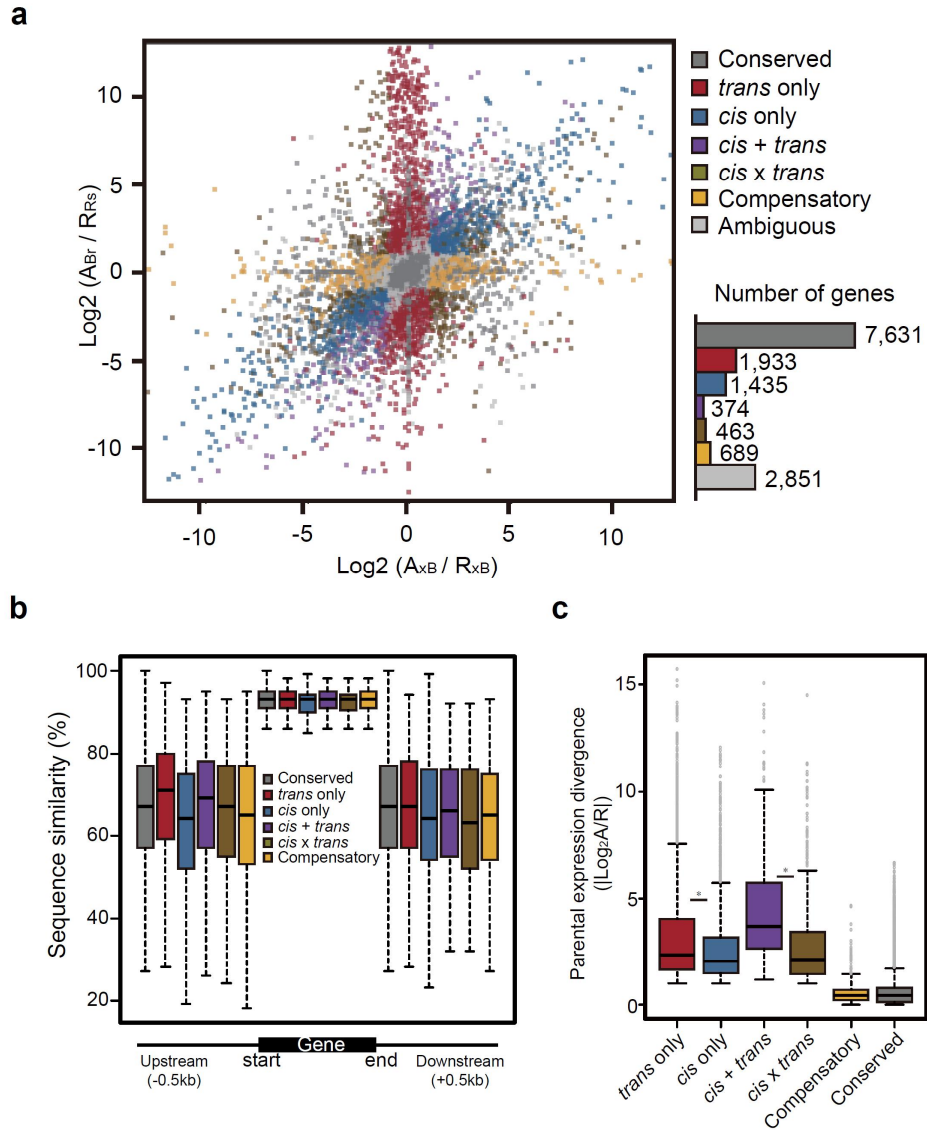 a
10
5
0
-5
-10
Log2 (ABr / RRs)
-10 -5 0 5 10
Log2 (AxB / RxB)
Conserved
trans only
cis only
cis + trans
cis x trans
Compensatory
Ambiguous
Number of genes
7,631
1,933
1,435
374
463
689
2,851
b
100
80
60
40
20
Sequence similarity (%)
Conserved
trans only
cis only
cis + trans
cis x trans
Compensatory
Gene
Upstream start end Downstream
(-0.5kb) (+0.5kb)
c
15
10
5
0
Parental expression divergence
(|Log2A/R|)
*
*
trans only
cis only
cis + trans
cis x trans
Compensatory
Conserved